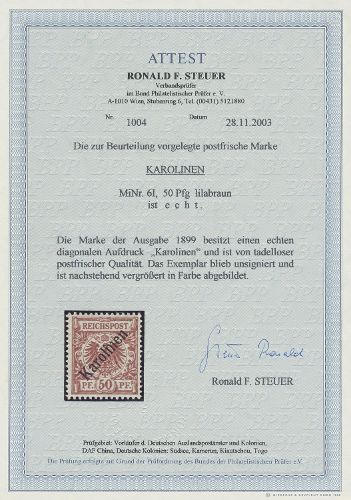 ATTEST
RONALD F. STEUER
Verbandsprüfer
im Bund Philatelistischer Prüfer e. V.
A-1010 Wien, Stubenring 6, Tel. (00431) 5121880
Nr. 1004 Datum 28.11.2003
Die zur Beurteilung vorgelegte postfrische Marke
KAROLINEN
MiNr. 6I, 50 Pfg lilabraun
ist echt.
Die Marke der Ausgabe 1899 besitzt einen echten
diagonalen Aufdruck „Karolinen" und ist von tadelloser
postfrischer Qualität. Das Exemplar blieb unsigniert und
ist nachstehend vergrößert in Farbe abgebildet.
REICHSPOST
Karolinen
PF. 50 PF.
Ronald F. STEUER
Prüfgebiet: Vorläufer d. Deutschen Auslandspostämter und Kolonien,
DAP China, Deutsche Kolonien: Südsee, Kamerun, Kiautschou, Togo
Die Prüfung erfolgte auf Grund der Prüfordnung des Bundes der Philatelistischen Prüfer e. V.